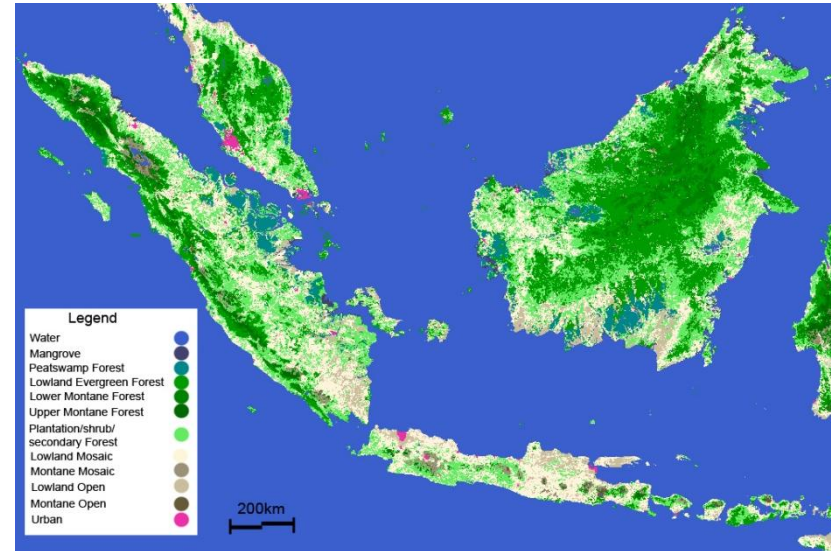 Legend
Water
Mangrove
Peatswamp Forest
Lowland Evergreen Forest
Lower Montane Forest
Upper Montane Forest
Plantation/shrub/
secondary Forest
Lowland Mosaic
Montane Mosaic
Lowland Open
Montane Open
Urban
200km